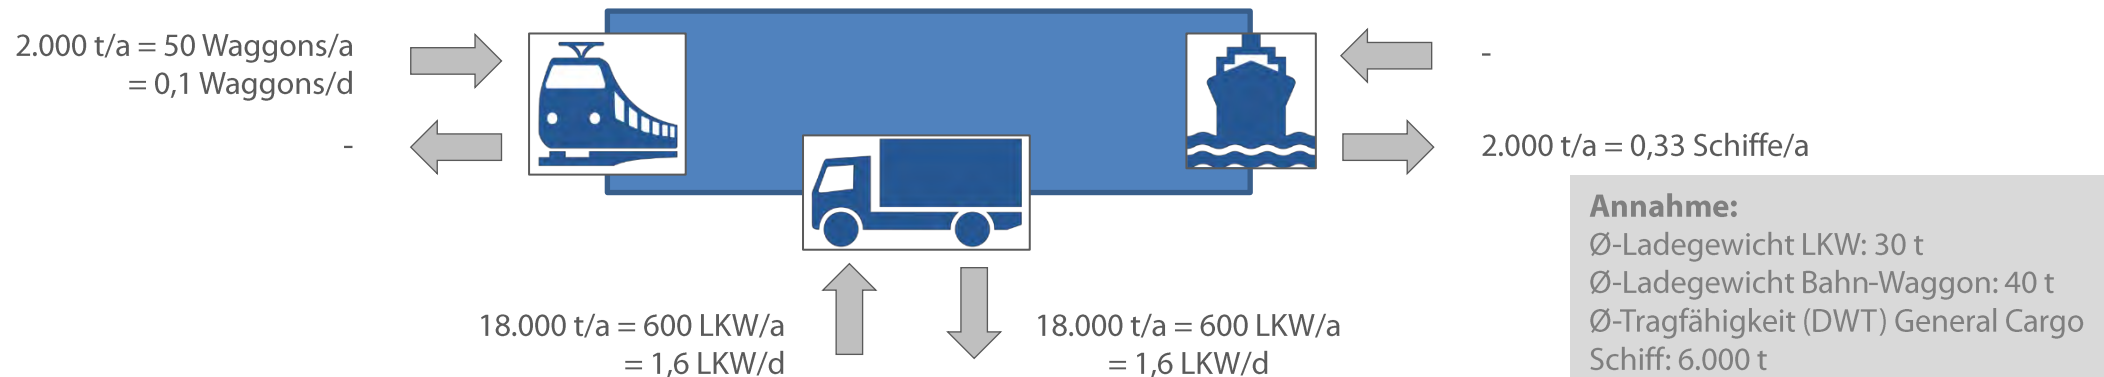 2.000 t/a = 50 Waggons/a
= 0,1 Waggons/d
-
-
2.000 t/a = 0,33 Schiffe/a
18.000 t/a = 600 LKW/a
= 1,6 LKW/d
18.000 t/a = 600 LKW/a
= 1,6 LKW/d
Annahme:
Ø-Ladegewicht LKW: 30 t
Ø-Ladegewicht Bahn-Waggon: 40 t
Ø-Tragfähigkeit (DWT) General Cargo
Schiff: 6.000 t